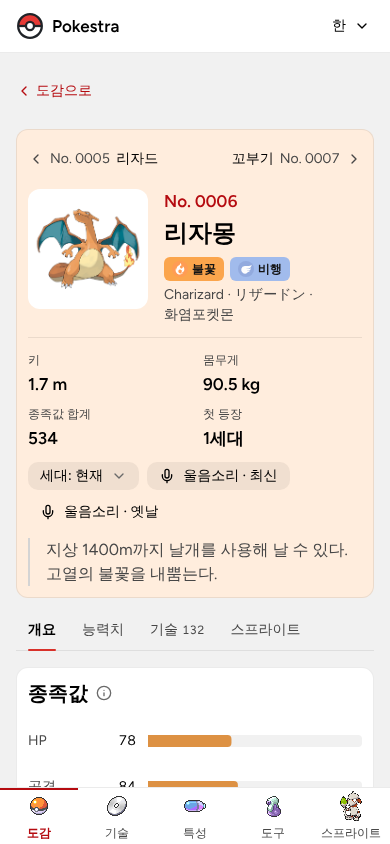 Pokestra
한
도감으로
No. 0005 리자드
꼬부기 No. 0007
No. 0006
리자몽
불꽃
비행
Charizard · リザードン ·
화염포켓몬
키
몸무게
1.7 m
90.5 kg
종족값 합계
첫 등장
534
1세대
세대: 현재
울음소리 · 최신
울음소리 · 옛날
지상 1400m까지 날개를 사용해 날 수 있다.
고열의 불꽃을 내뿜는다.
개요
능력치
기술 132
스프라이트
종족값
HP
78
공격
84
도감
기술
특성
도구
스프라이트